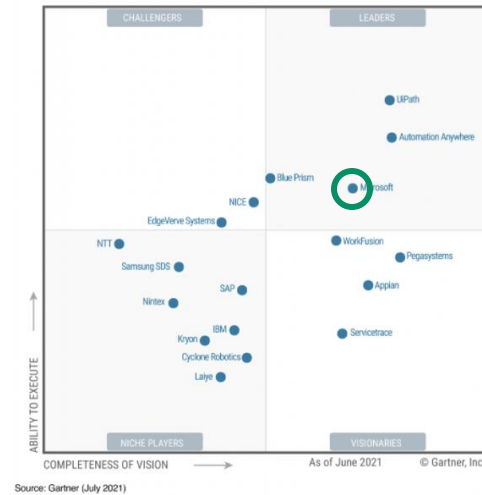 CHALLENGERS
LEADERS
UiPath
Automation Anywhere
Blue Prism
Microsoft
NICE
EdgeVerve Systems
NTT
WorkFusion
Pegasystems
Samsung SDS
SAP
Appian
Nintex
IBM
Servicetrace
Kryon
Cyclone Robotics
Laiye
ABILITY TO EXECUTE
NICHE PLAYERS
VISIONARIES
COMPLETENESS OF VISION
As of June 2021
© Gartner, Inc
Source: Gartner (July 2021)